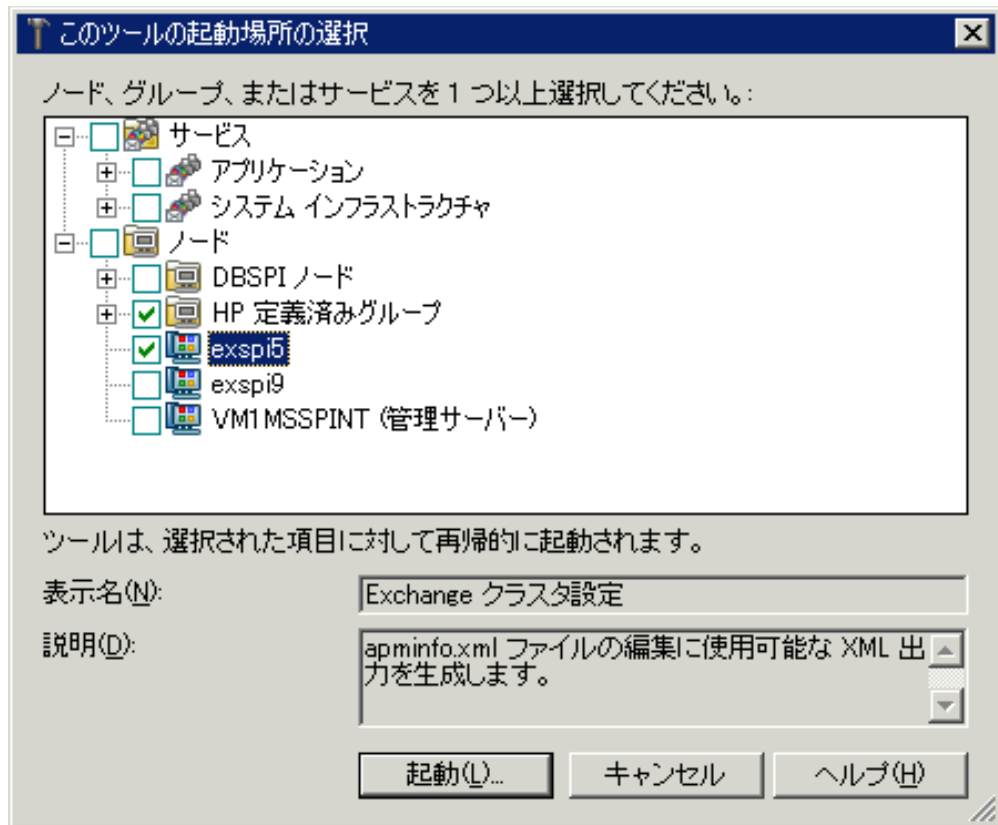 このツールの起動場所の選択
ノード、グループ、またはサービスを 1 つ以上選択してください。:
サービス
アプリケーション
システム インフラストラクチャ
ノード
DBSPI ノード
HP 定義済みグループ
exspi5
exspi9
VM1MSSPINT (管理サーバー)
ツールは、選択された項目に対して再帰的に起動されます。
表示名(N): Exchange クラスタ設定
説明(D): apminfo.xml ファイルの編集に使用可能な XML 出
力を生成します。
起動(L)... キャンセル ヘルプ(H)